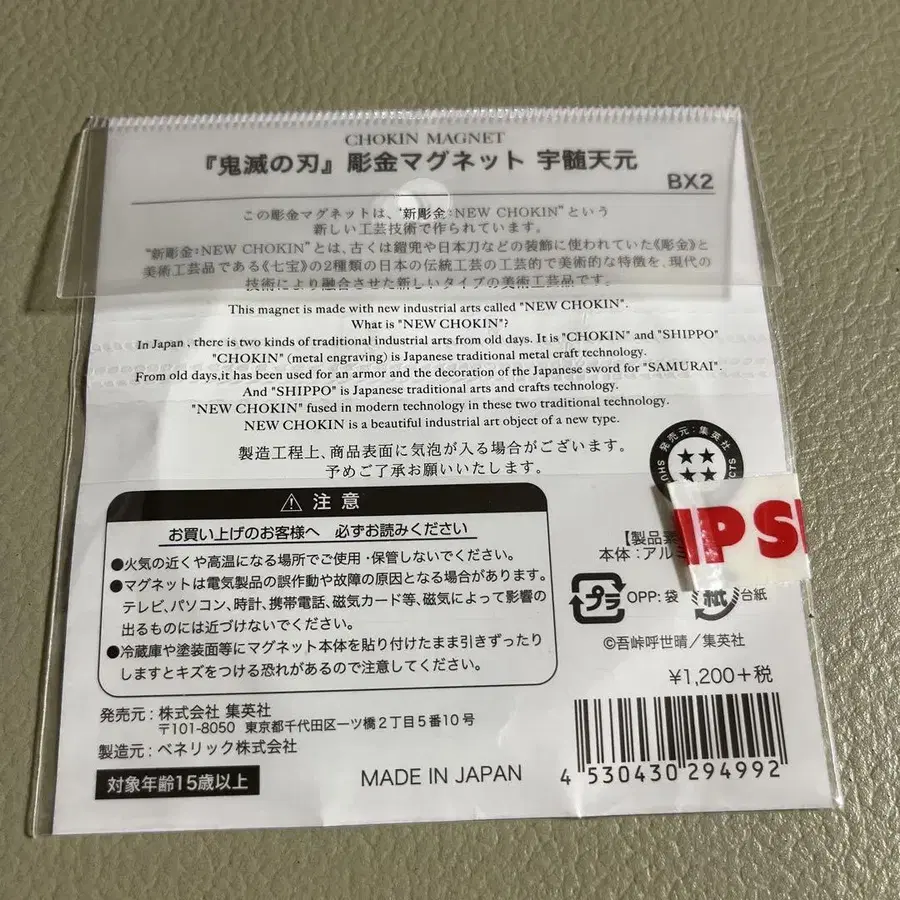 CHOKIN MAGNET
『鬼滅の刃』彫金マグネット 宇髄天元
BX2
この彫金マグネットは、"新彫金:NEW CHOKIN"という
新しい工芸技術で作られています。
"新彫金:NEW CHOKIN"とは、古くは鎧兜や日本刀などの装飾に使われていた《彫金》と
美術工芸品である《七宝》の2種類の日本の伝統工芸の工芸的で美術的な特徴を、現代の
技術により融合させた新しいタイプの美術工芸品です。
This magnet is made with new industrial arts called "NEW CHOKIN".
What is "NEW CHOKIN"?
In Japan , there is two kinds of traditional industrial arts from old days. It is "CHOKIN" and "SHIPPO"
"CHOKIN" (metal engraving) is Japanese traditional metal craft technology.
From old days,it has been used for an armor and the decoration of the Japanese sword for "SAMURAI".
And "SHIPPO" is Japanese traditional arts and crafts technology.
"NEW CHOKIN" fused in modern technology in these two traditional technology.
NEW CHOKIN is a beautiful industrial art object of a new type.
製造工程上、商品表面に気泡が入る場合がございます。
予めご了承お願いいたします。
発売元:集英社
⚠ 注意
お買い上げのお客様へ 必ずお読みください
●火気の近くや高温になる場所でご使用・保管しないでください。
●マグネットは電気製品の誤作動や故障の原因となる場合があります。
テレビ、パソコン、時計、携帯電話、磁気カード等、磁気によって影響の
出るものには近づけないでください。
●冷蔵庫や塗装面等にマグネット本体を貼り付けたまま引きずったり
しますとキズをつける恐れがあるので注意してください。
【製品素
本体:アルミ
MP S
プラ OPP:袋 紙 台紙
©吾峠呼世晴/集英社
¥1,200+税
発売元:株式会社 集英社
〒101-8050 東京都千代田区一ツ橋2丁目5番10号
製造元:ベネリック株式会社
対象年齢15歳以上
MADE IN JAPAN
4 530430 294992